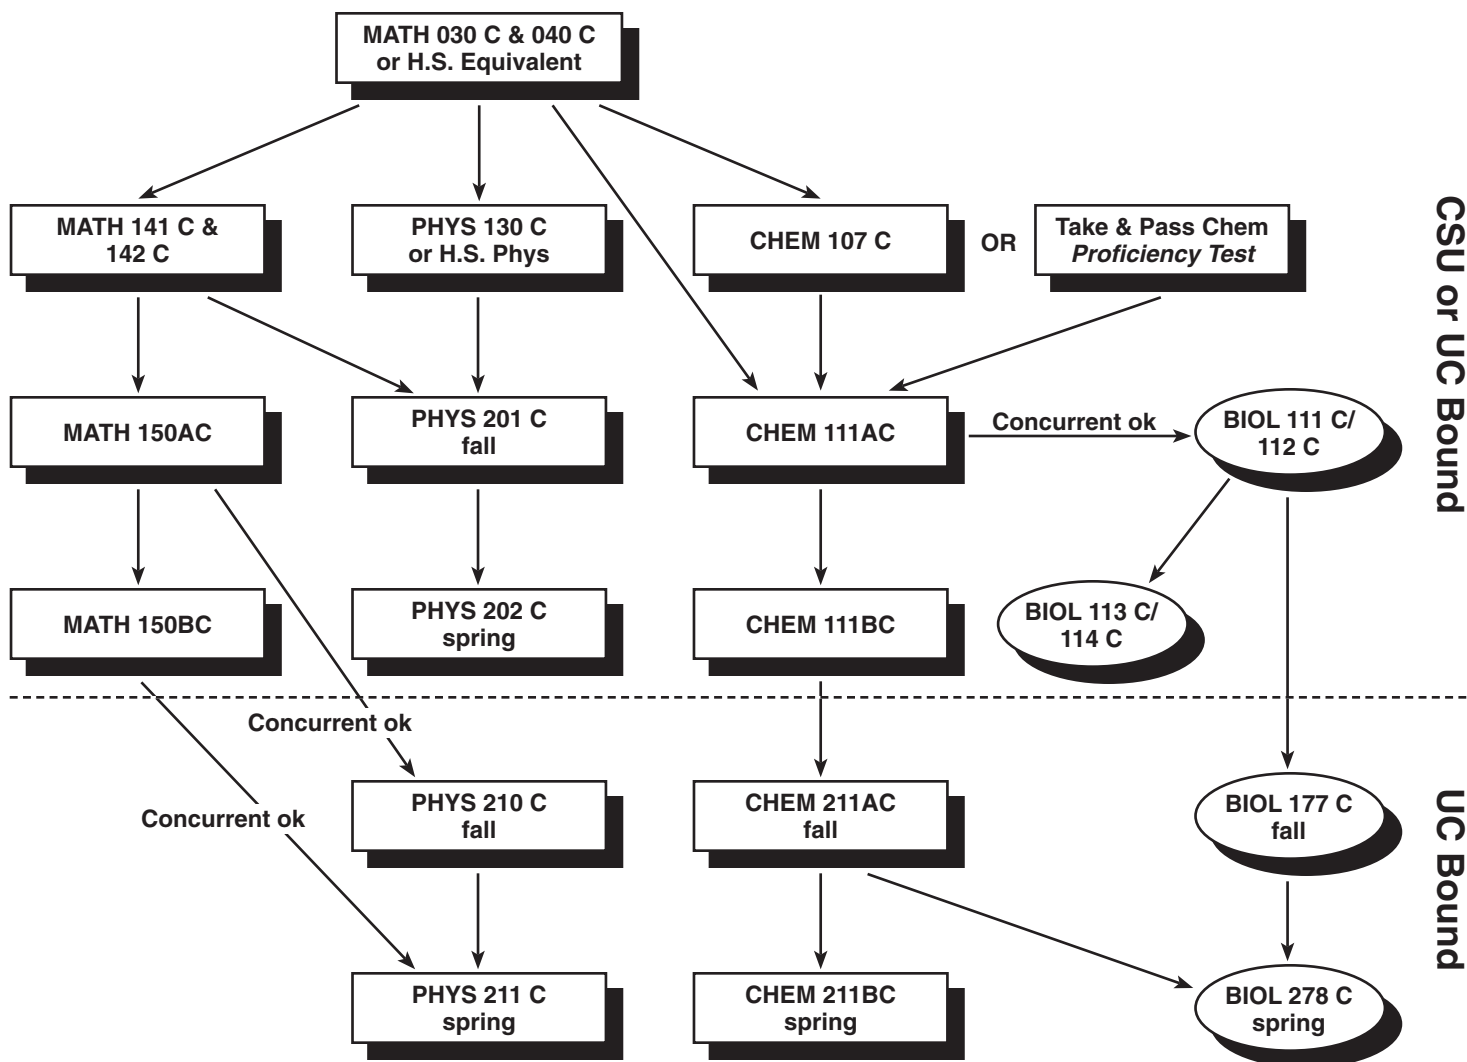 MATH 030 C & 040 C
or H.S. Equivalent
MATH 141 C &
142 C
PHYS 130 C
or H.S. Phys
CHEM 107 C
OR
Take & Pass Chem
Proficiency Test
CSU or UC Bound
MATH 150AC
PHYS 201 C
fall
CHEM 111AC
Concurrent ok
BIOL 111 C/
112 C
MATH 150BC
PHYS 202 C
spring
CHEM 111BC
BIOL 113 C/
114 C
Concurrent ok
Concurrent ok
PHYS 210 C
fall
CHEM 211AC
fall
BIOL 177 C
fall
UC Bound
PHYS 211 C
spring
CHEM 211BC
spring
BIOL 278 C
spring